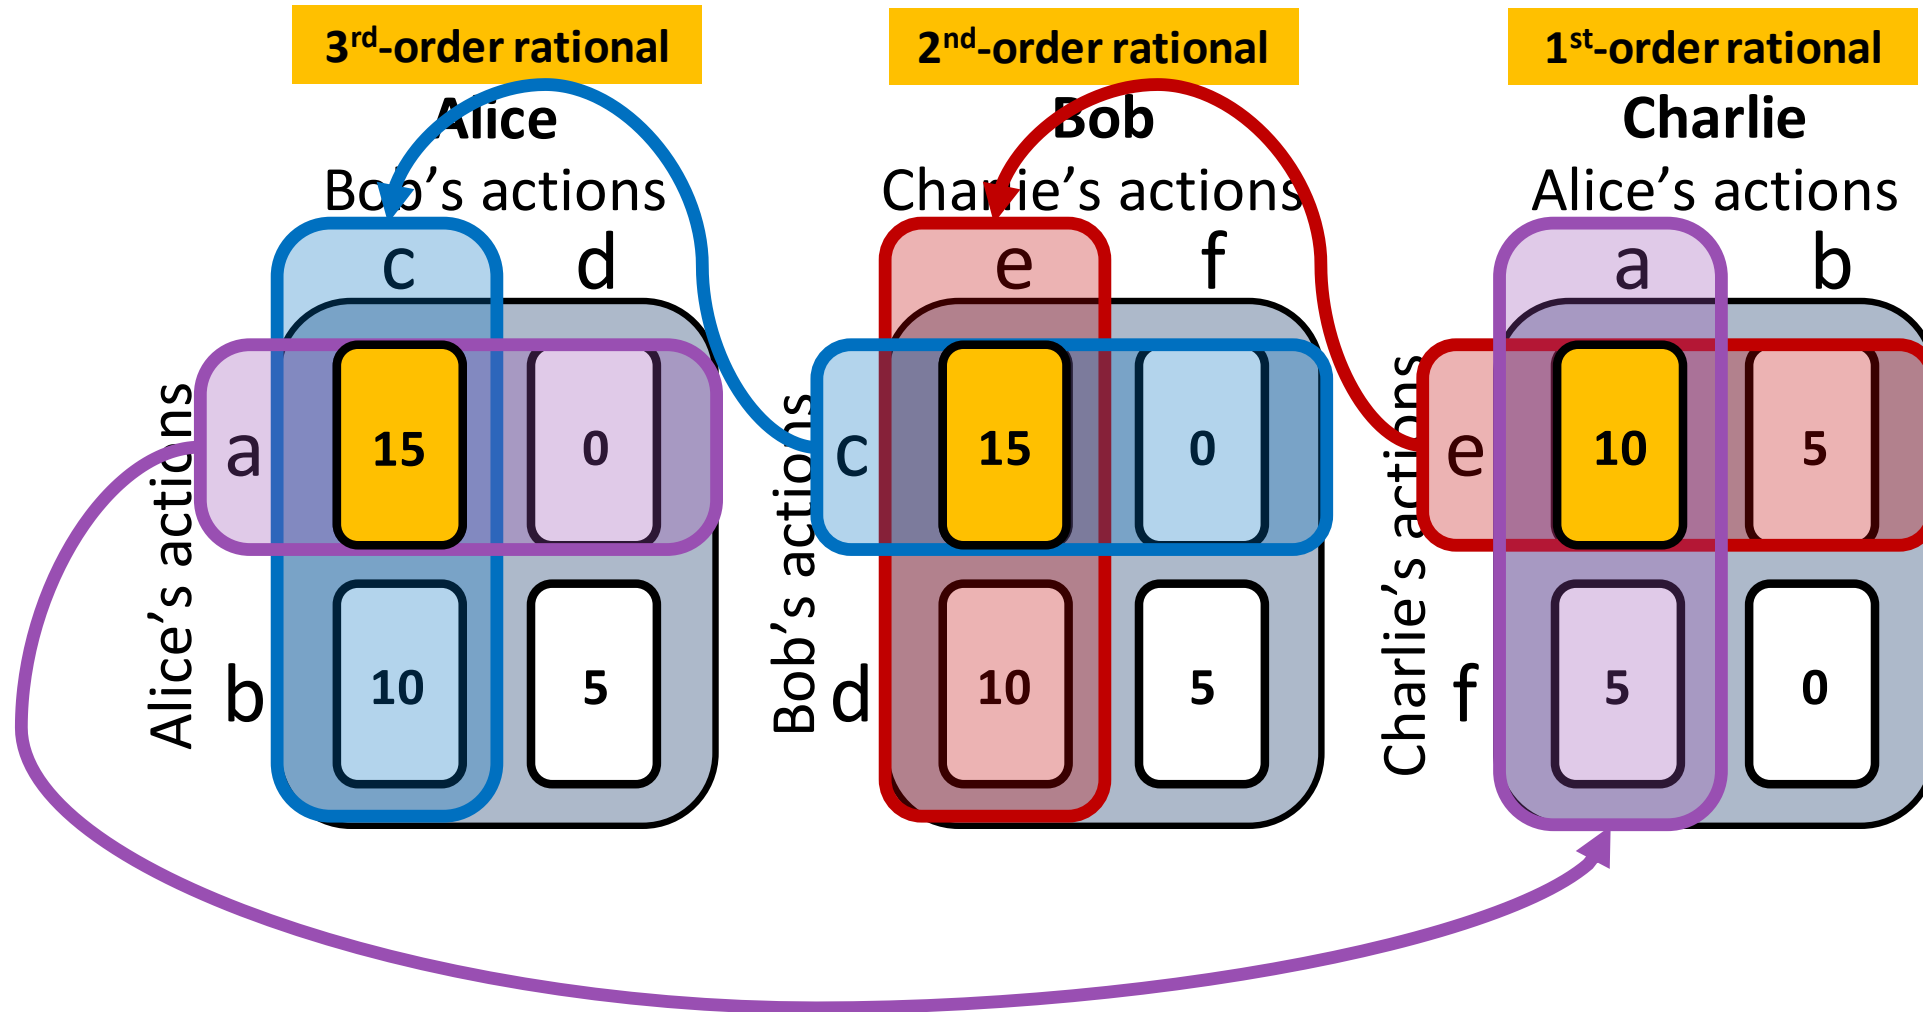 3rd-order rational
Alice
Bob's actions
c d
Alice's actions
a 15 0
b 10 5
2nd-order rational
Bob
Charlie's actions
e f
Bob's actions
c 15 0
d 10 5
1st-order rational
Charlie
Alice's actions
a b
Charlie's actions
e 10 5
f 5 0